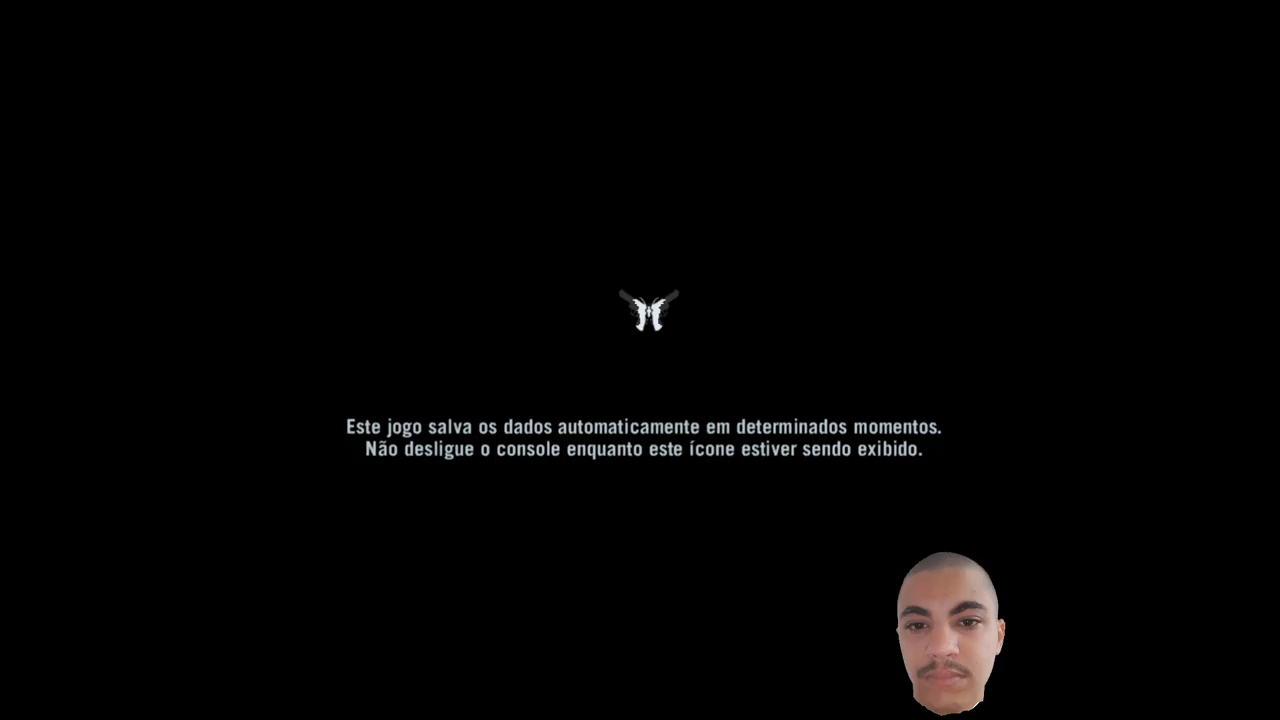 Este jogo salva os dados automaticamente em determinados momentos.
Não desligue o console enquanto este ícone estiver sendo exibido.